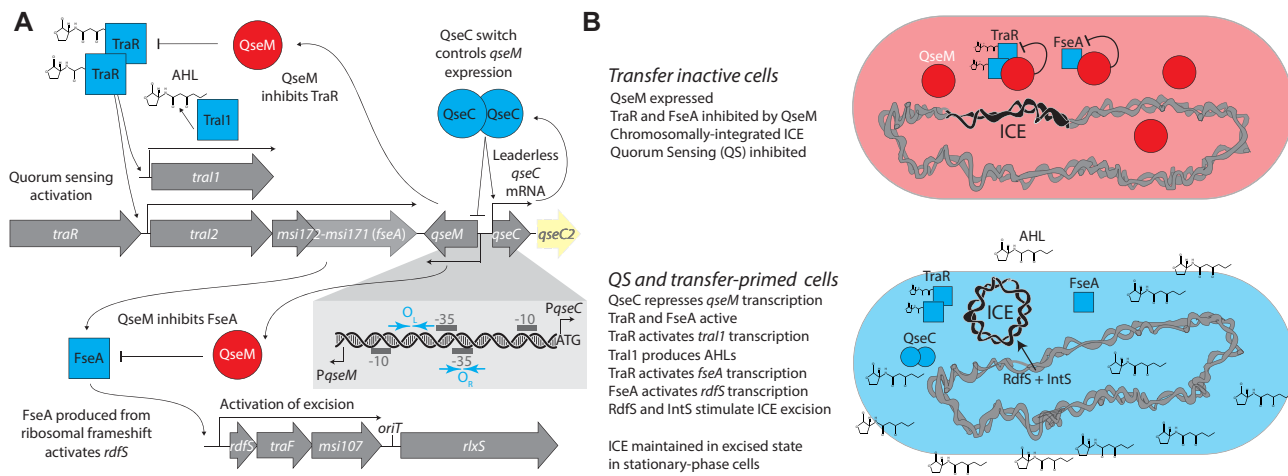 A
TraR
TraR
QseM
QseM
inhibits TraR
AHL
TraI1
QseC switch
controls qseM
expression
QseC
QseC
Leaderless
qseC
mRNA
Quorum sensing
activation
traI1
traR
traI2
msi172-msi171 (fseA)
qseM
qseC
qseC2
QseM inhibits FseA
FseA
QseM
OL
-35
-10
PqseC
ATG
PqseM
-10
-35
OR
FseA produced from
ribosomal frameshift
activates rdfS
Activation of excision
oriT
rdfS
traF
msi107
rlxS
B
Transfer inactive cells
QseM expressed
TraR and FseA inhibited by QseM
Chromosomally-integrated ICE
Quorum Sensing (QS) inhibited
QseM
TraR
FseA
ICE
QS and transfer-primed cells
QseC represses qseM transcription
TraR and FseA active
TraR activates traI1 transcription
TraI1 produces AHLs
TraR activates fseA transcription
FseA activates rdfS transcription
RdfS and IntS stimulate ICE excision
ICE maintained in excised state
in stationary-phase cells
AHL
TraR
ICE
FseA
QseC
RdfS + IntS